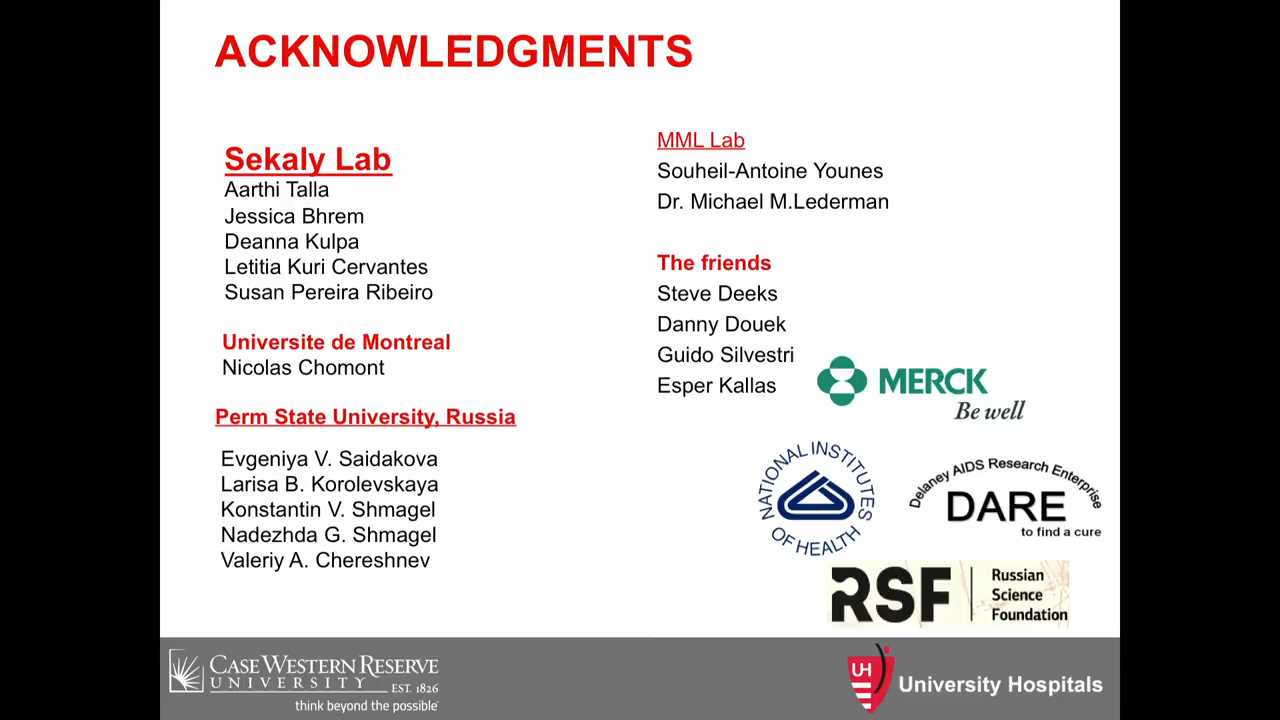 ACKNOWLEDGMENTS
Sekaly Lab
Aarthi Talla
Jessica Bhrem
Deanna Kulpa
Letitia Kuri Cervantes
Susan Pereira Ribeiro
Universite de Montreal
Nicolas Chomont
Perm State University, Russia
Evgeniya V. Saidakova
Larisa B. Korolevskaya
Konstantin V. Shmagel
Nadezhda G. Shmagel
Valeriy A. Chereshnev
MML Lab
Souheil-Antoine Younes
Dr. Michael M.Lederman
The friends
Steve Deeks
Danny Douek
Guido Silvestri
Esper Kallas
MERCK
Be well
NATIONAL INSTITUTES
OF HEALTH
Delaney AIDS Research Enterprise
DARE
to find a cure
RSF
Russian
Science
Foundation
CASE WESTERN RESERVE
UNIVERSITY
EST. 1826
think beyond the possible
UH
University Hospitals